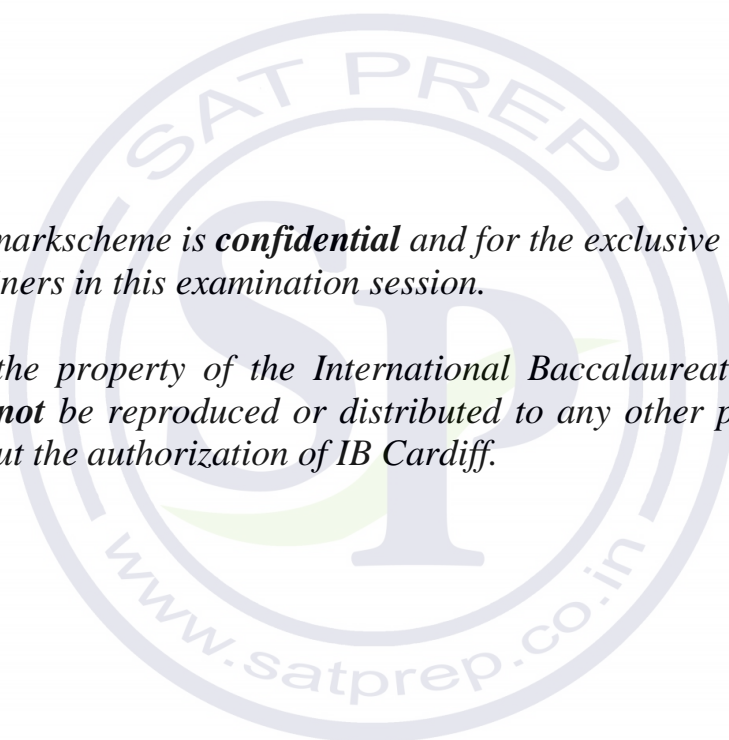 SAT PREP
markscheme is confidential and for the exclusive
iners in this examination session.
the property of the International Baccalaureat
not be reproduced or distributed to any other p
ut the authorization of IB Cardiff.
SP
www.satprep.co.in